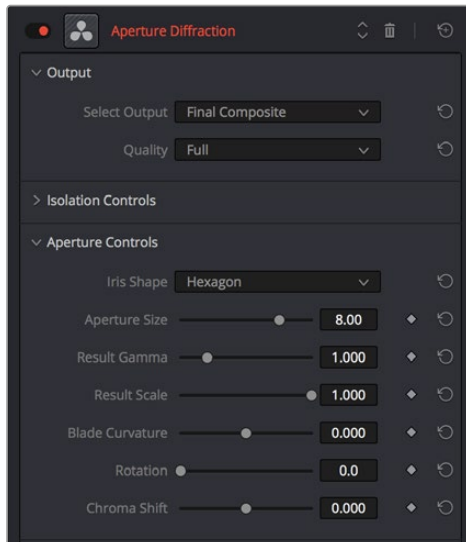 Aperture Diffraction
Output
Select Output Final Composite
Quality Full
Isolation Controls
Aperture Controls
Iris Shape Hexagon
Aperture Size 8.00
Result Gamma 1.000
Result Scale 1.000
Blade Curvature 0.000
Rotation 0.0
Chroma Shift 0.000